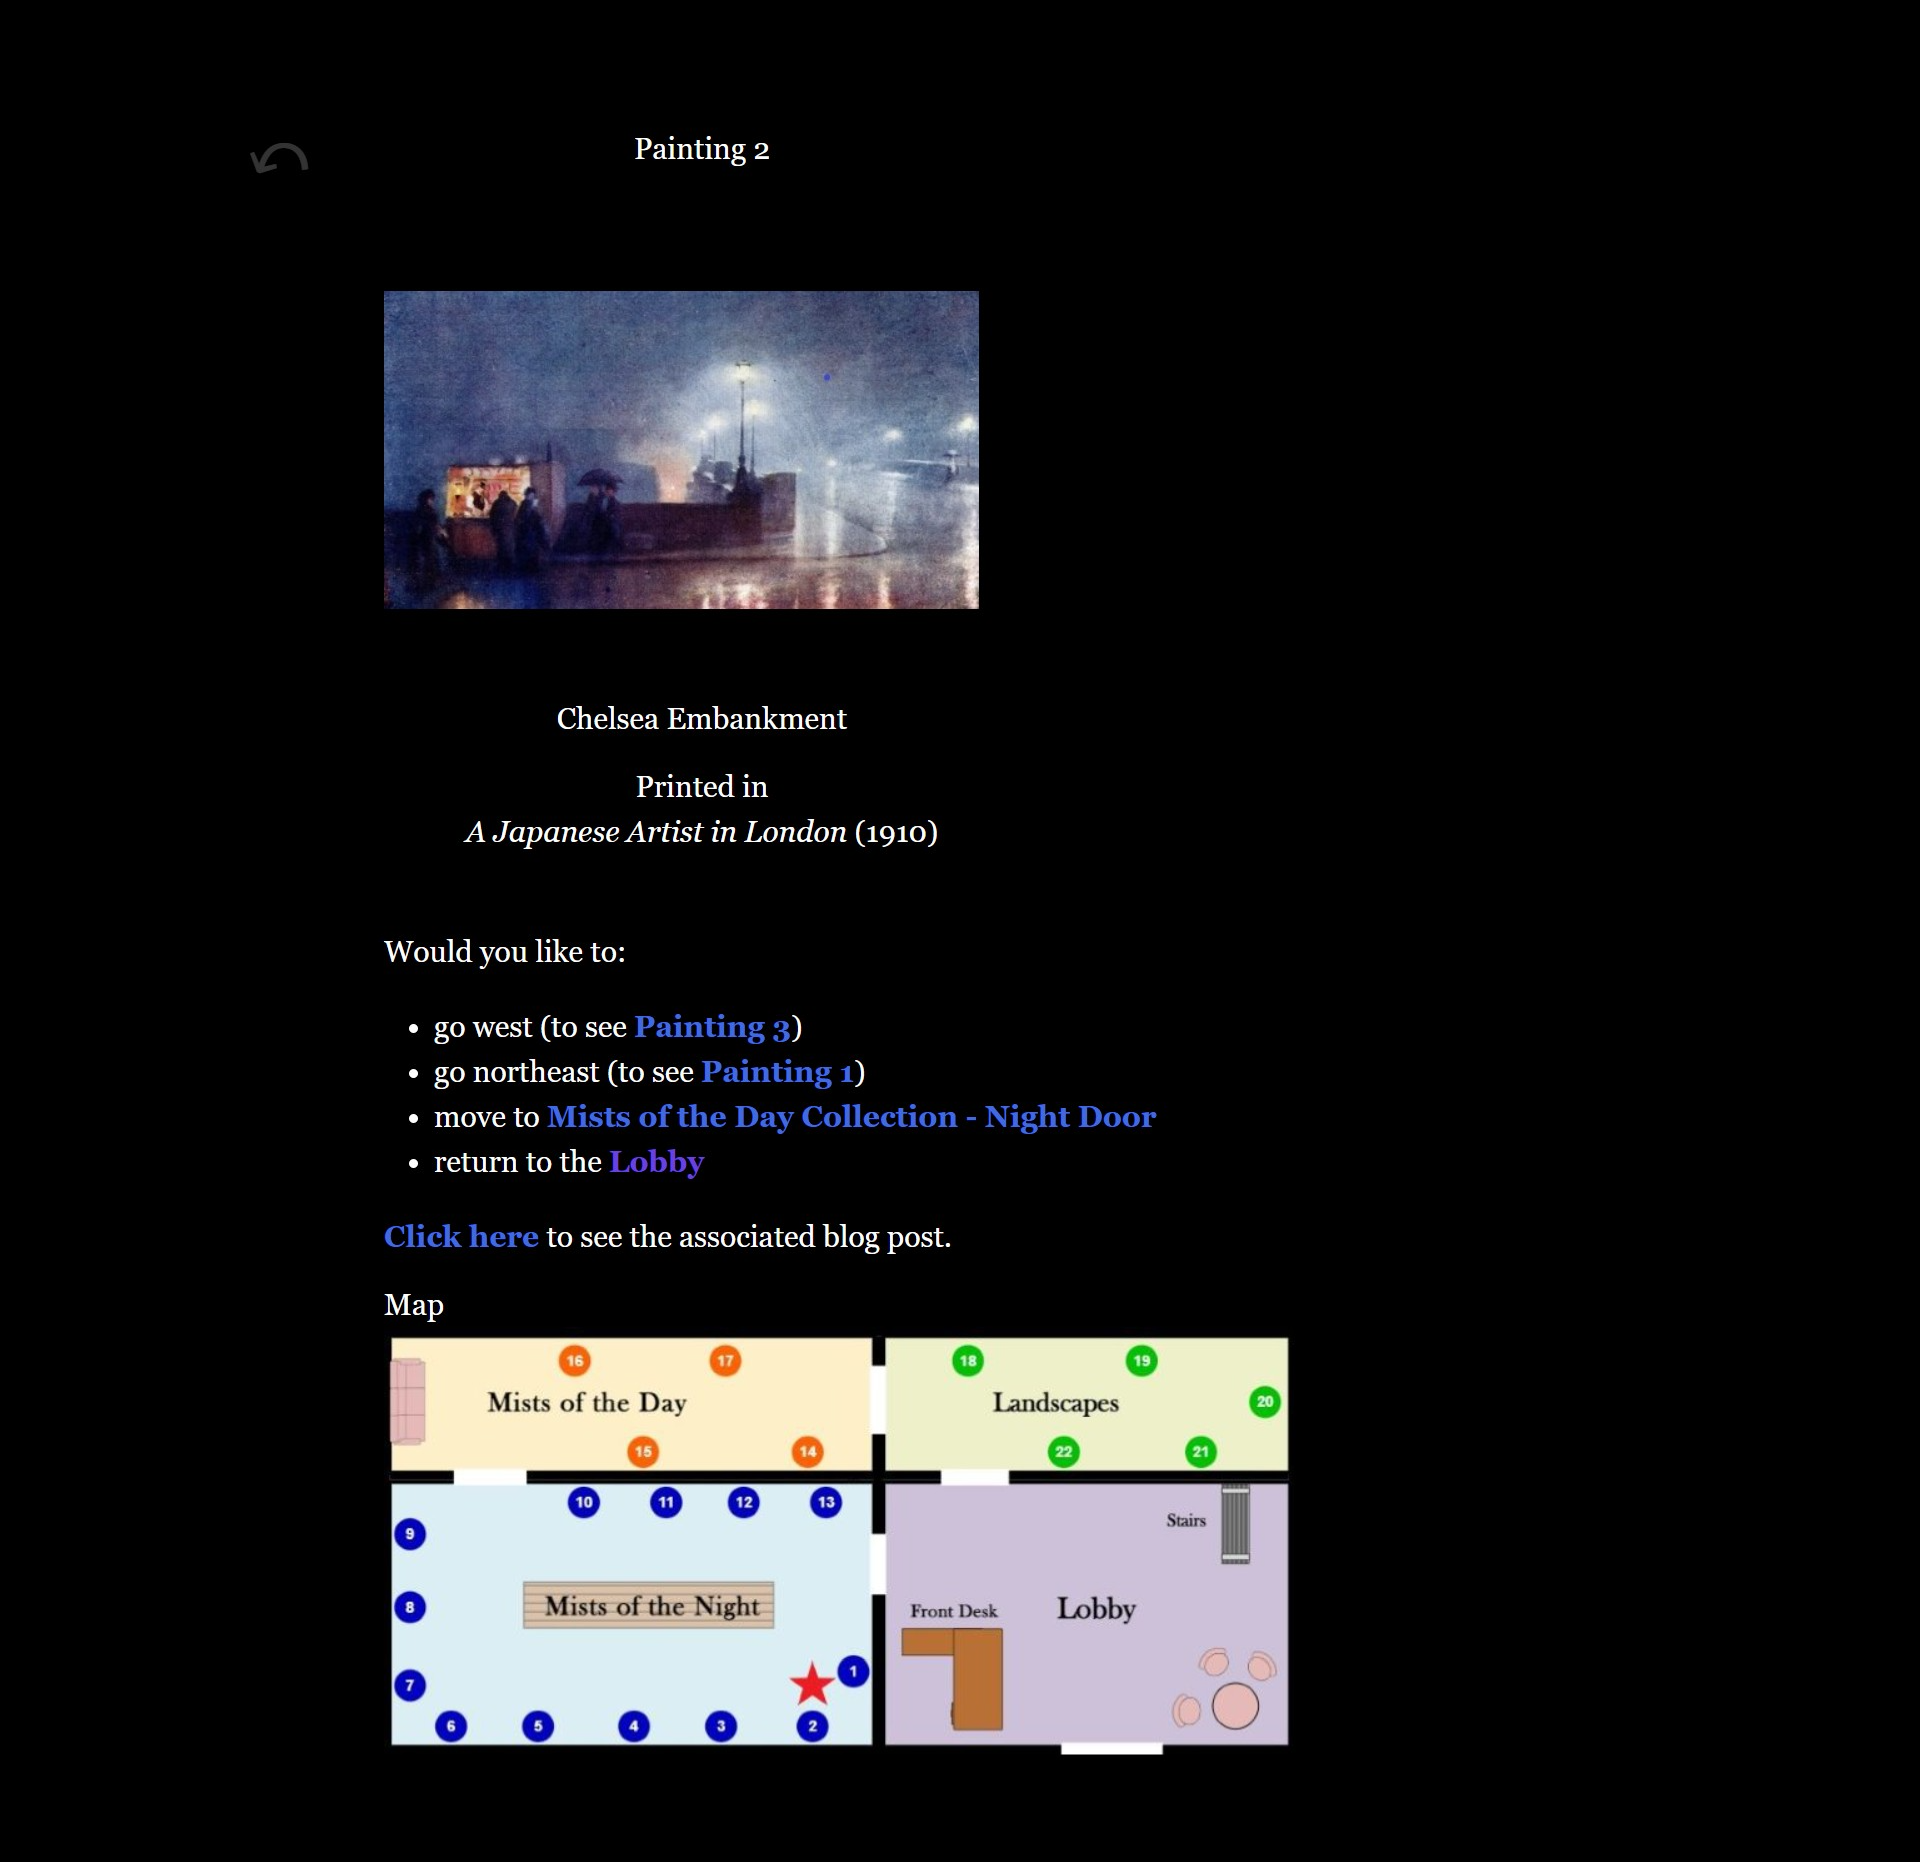 Painting 2
Chelsea Embankment
Printed in
A Japanese Artist in London (1910)
Would you like to:
go west (to see Painting 3)
go northeast (to see Painting 1)
move to Mists of the Day Collection - Night Door
return to the Lobby
Click here to see the associated blog post.
Map
16 17
Mists of the Day
15 14
18 19
Landscapes
20
22 21
10 11 12 13
9
8
Mists of the Night
7
1
6 5 4 3 2
Stairs
Front Desk
Lobby